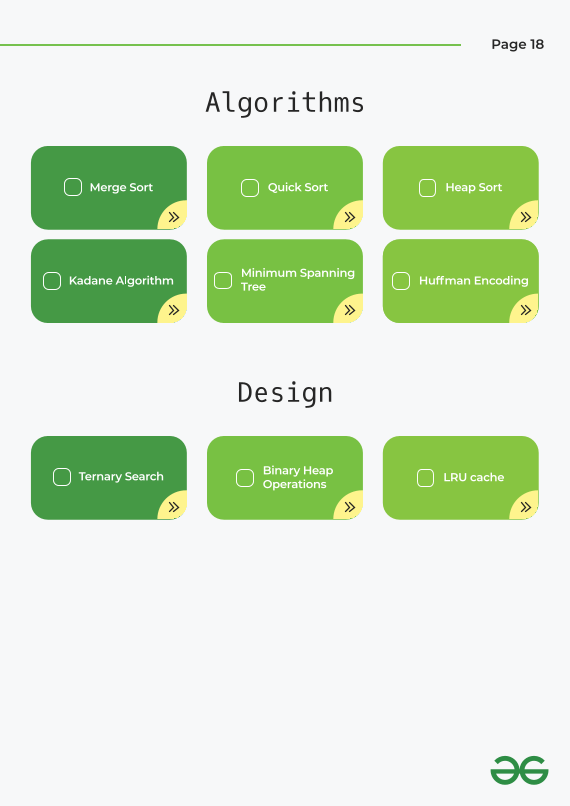 Page 18
Algorithms
Merge Sort
Quick Sort
Heap Sort
Kadane Algorithm
Minimum Spanning
Tree
Huffman Encoding
Design
Ternary Search
Binary Heap
Operations
LRU cache